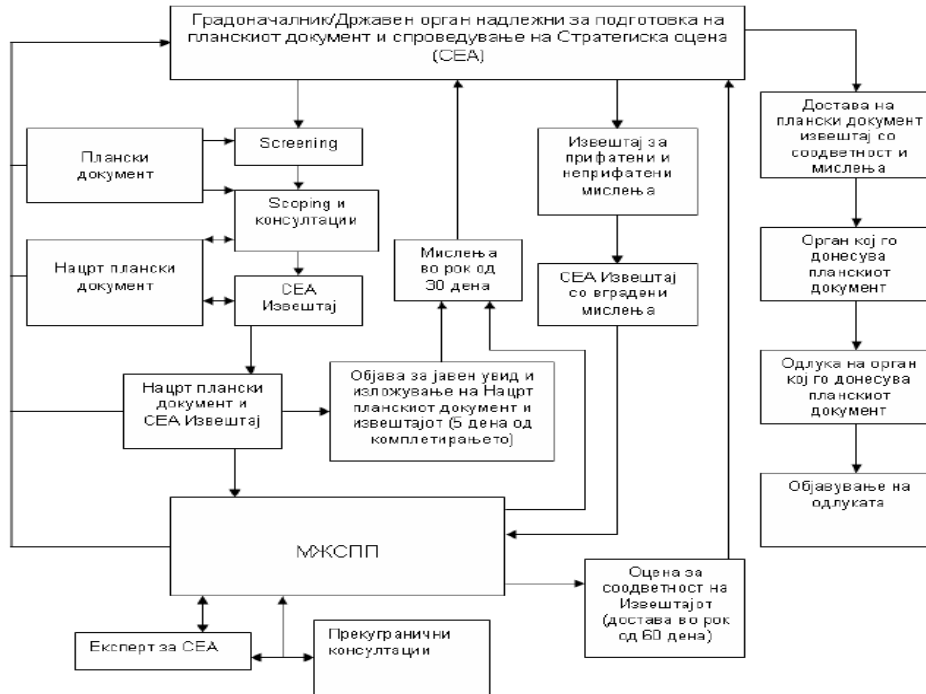 Градоначалник/Државен орган надлежни за подготовка на
планскиот документ и спроведување на Стратегиска оцена
(СЕА)
Плански
документ
Screening
Scoping и
консултации
Нацрт плански
документ
СЕА
Извештај
Нацрт плански
документ и
СЕА Извештај
Мислења
во рок од
30 дена
Објава за јавен увид и
изложување на Нацрт
планскиот документ и
извештајот (5 дена од
комплетирањето)
Извештај за
прифатени и
неприфатени
мислења
СЕА Извештај
со вградени
мислења
Достава на
плански документ
извештај со
соодветност и
мислења
Орган кој го
донесува
планскиот
документ
Одлука на орган
кој го донесува
планскиот
документ
Објавување на
одлуката
МЖСПП
Оцена за
соодветност на
Извештајот
(достава во рок
од 60 дена)
Експерт за СЕА
Прекугранични
консултации